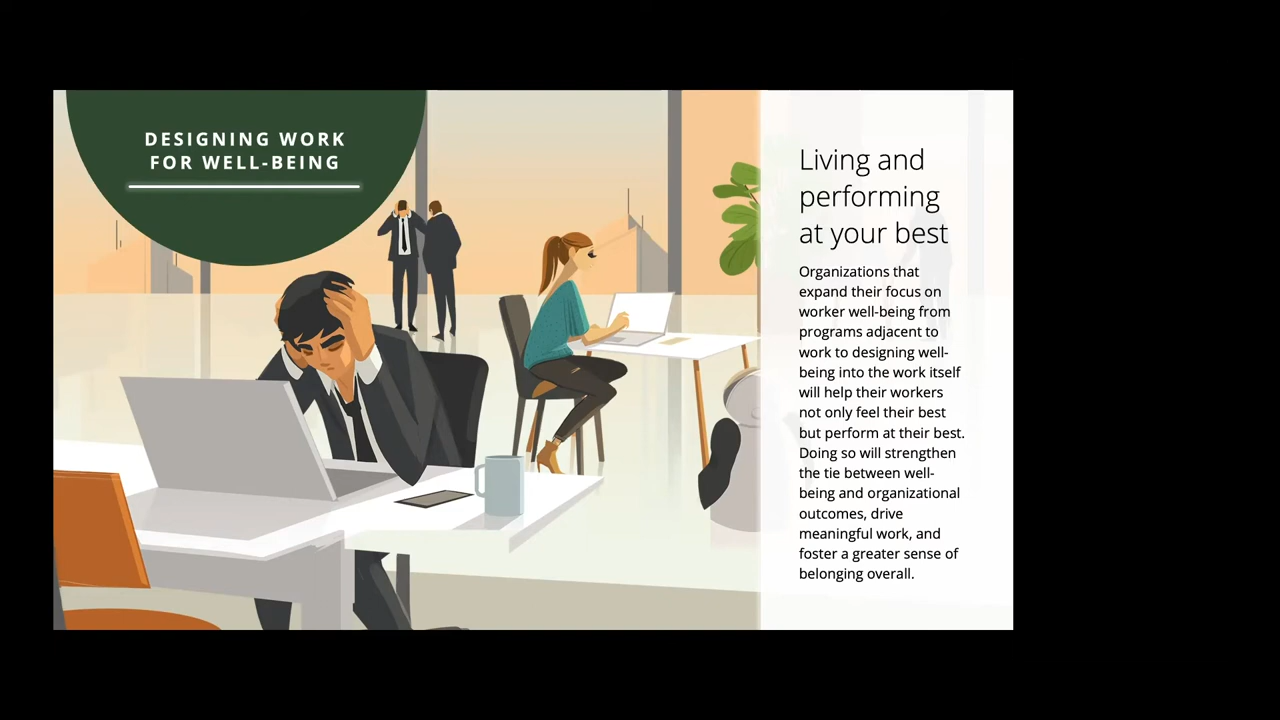 DESIGNING WORK
FOR WELL-BEING
Living and
performing
at your best
Organizations that
expand their focus on
worker well-being from
programs adjacent to
work to designing well-
being into the work itself
will help their workers
not only feel their best
but perform at their best.
Doing so will strengthen
the tie between well-
being and organizational
outcomes, drive
meaningful work, and
foster a greater sense of
belonging overall.